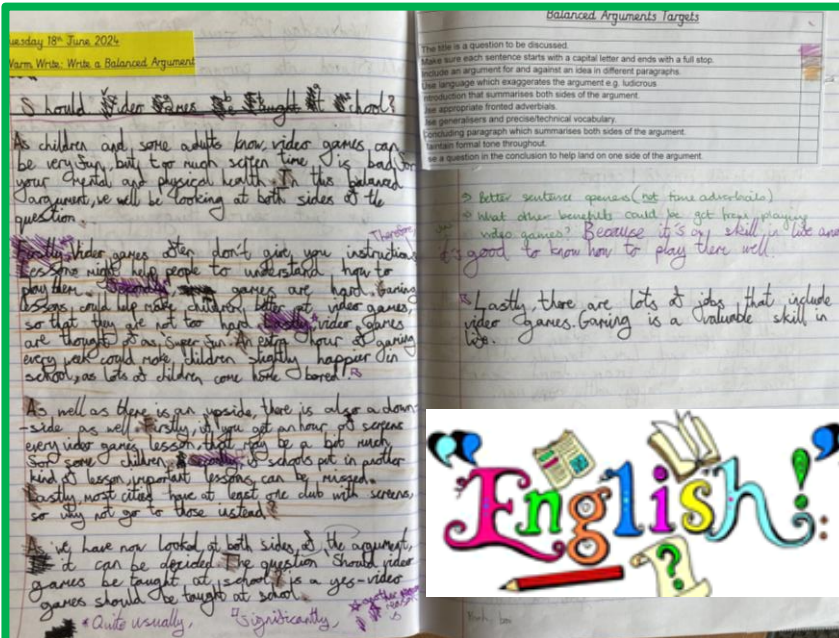 uesday 18th June 2024
Warm Write: Write a Balanced Argument
Should Video Games Be Taught At School?
As children and some adults know, video games, can
be very fun, but too much screen time, is bad for
your mental and physical health. In this balanced
argument, we will be looking at both sides of the
question.
Therefore
Firstly, Video games often don't give you instructions
Lessons might help people to understand how to
play them. Secondly, games are hard. Gaming
lessons, could help make children, better at video games,
so that they are not too hard. Lastly, video games
are thought of as, super fun. An extra hour of gaming
every week could make children slightly happier in
school, as lots of children come home bored.
As well as there is an upside, there is also a down-
-side as well. Firstly, if you get an hour of screens
every video games lesson, that may be a bit much
for some children. Secondly, if schools put in another
kind of lesson, important lessons, can be missed.
Lastly, most cities have at least one club with screens,
so why not go to those instead?
As we have now looked at both sides, of the argument,
it can be decided. The question should video
games be taught at school? is a yes-video
games should be taught at school.
*Quite usually, "significantly,
Balanced Arguments Targets
The title is a question to be discussed.
Make sure each sentence starts with a capital letter and ends with a full stop.
Include an argument for and against an idea in different paragraphs.
Use language which exaggerates the argument e.g. ludicrous
ntroduction that summarises both sides of the argument.
Use appropriate fronted adverbials.
Use generalisers and precise/technical vocabulary.
Concluding paragraph which summarises both sides of the argument.
Maintain formal tone throughout.
se a question in the conclusion to help land on one side of the argument.
→ Better sentence openers (not time adverbials)
→ What other benefits could be got from playing
video games? Because it's a skill in life and
it's good to know how to play them well.
Lastly, there are lots of jobs that include
video games. Gaming is a valuable skill in
life.
English!
?